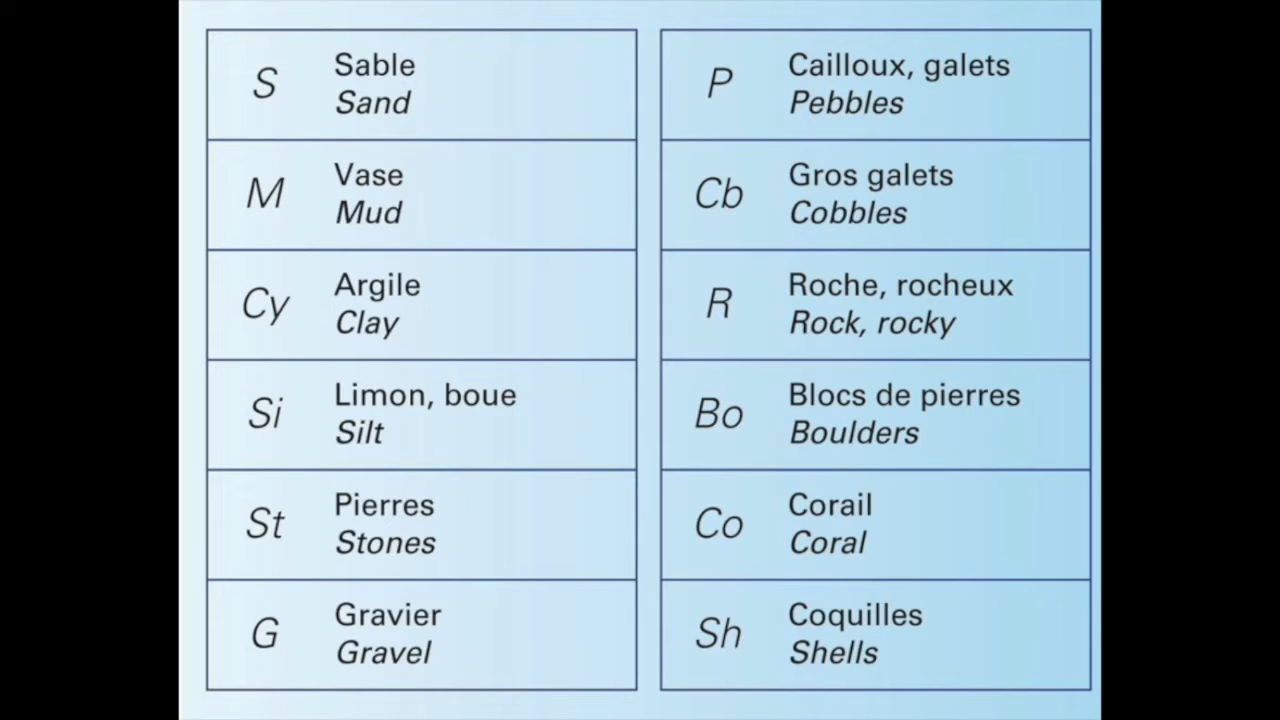 S
Sable
Sand
M
Vase
Mud
Cy
Argile
Clay
Si
Limon, boue
Silt
St
Pierres
Stones
G
Gravier
Gravel
P
Cailloux, galets
Pebbles
Cb
Gros galets
Cobbles
R
Roche, rocheux
Rock, rocky
Bo
Blocs de pierres
Boulders
Co
Corail
Coral
Sh
Coquilles
Shells